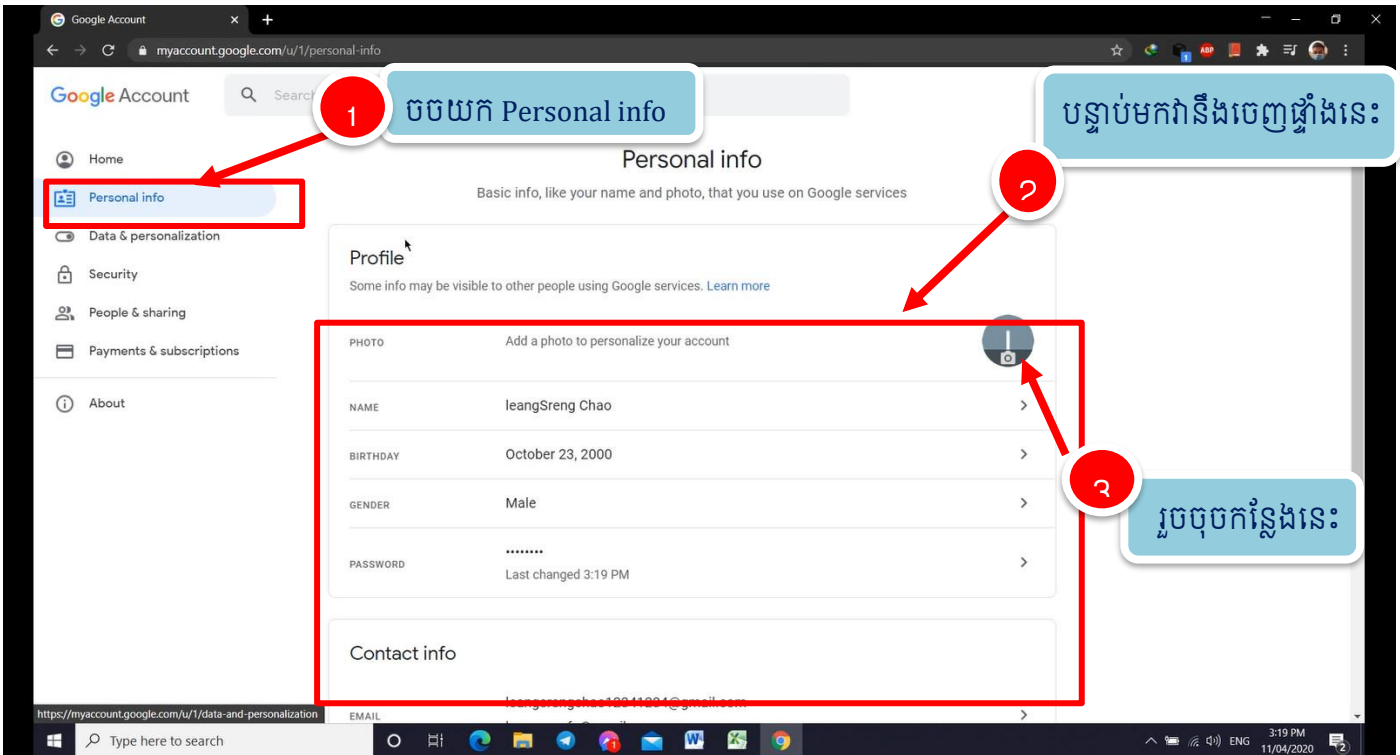 Google Account
myaccount.google.com/u/1/personal-info
Google Account
Search
1
ចចយក Personal info
បន្ទាប់មកវានឹងចេញផ្ទាំងនេះ
Home
Personal info
Data & personalization
Security
People & sharing
Payments & subscriptions
About
Personal info
Basic info, like your name and photo, that you use on Google services
Profile
Some info may be visible to other people using Google services. Learn more
PHOTO Add a photo to personalize your account
NAME leangSreng Chao
BIRTHDAY October 23, 2000
GENDER Male
PASSWORD ••••••••
Last changed 3:19 PM
រួចចុចកន្លែងនេះ
Contact info
EMAIL
https://myaccount.google.com/u/1/data-and-personalization
Type here to search
ENG
3:19 PM
11/04/2020